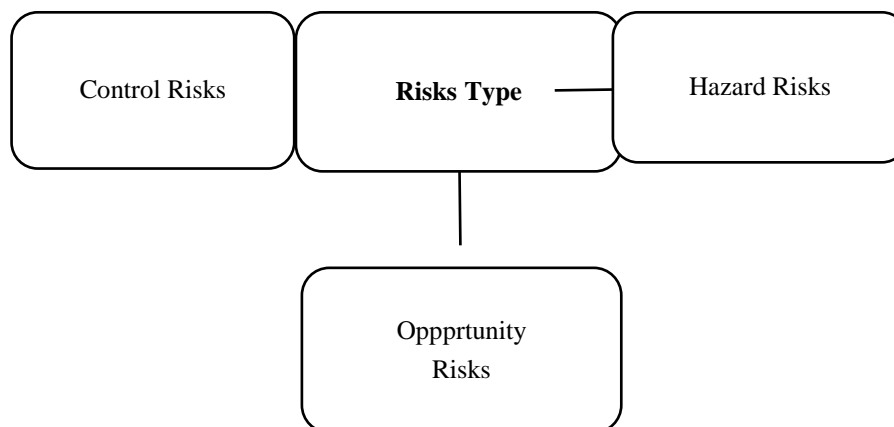 Control Risks
Risks Type
Hazard Risks
Oppprtunity
Risks